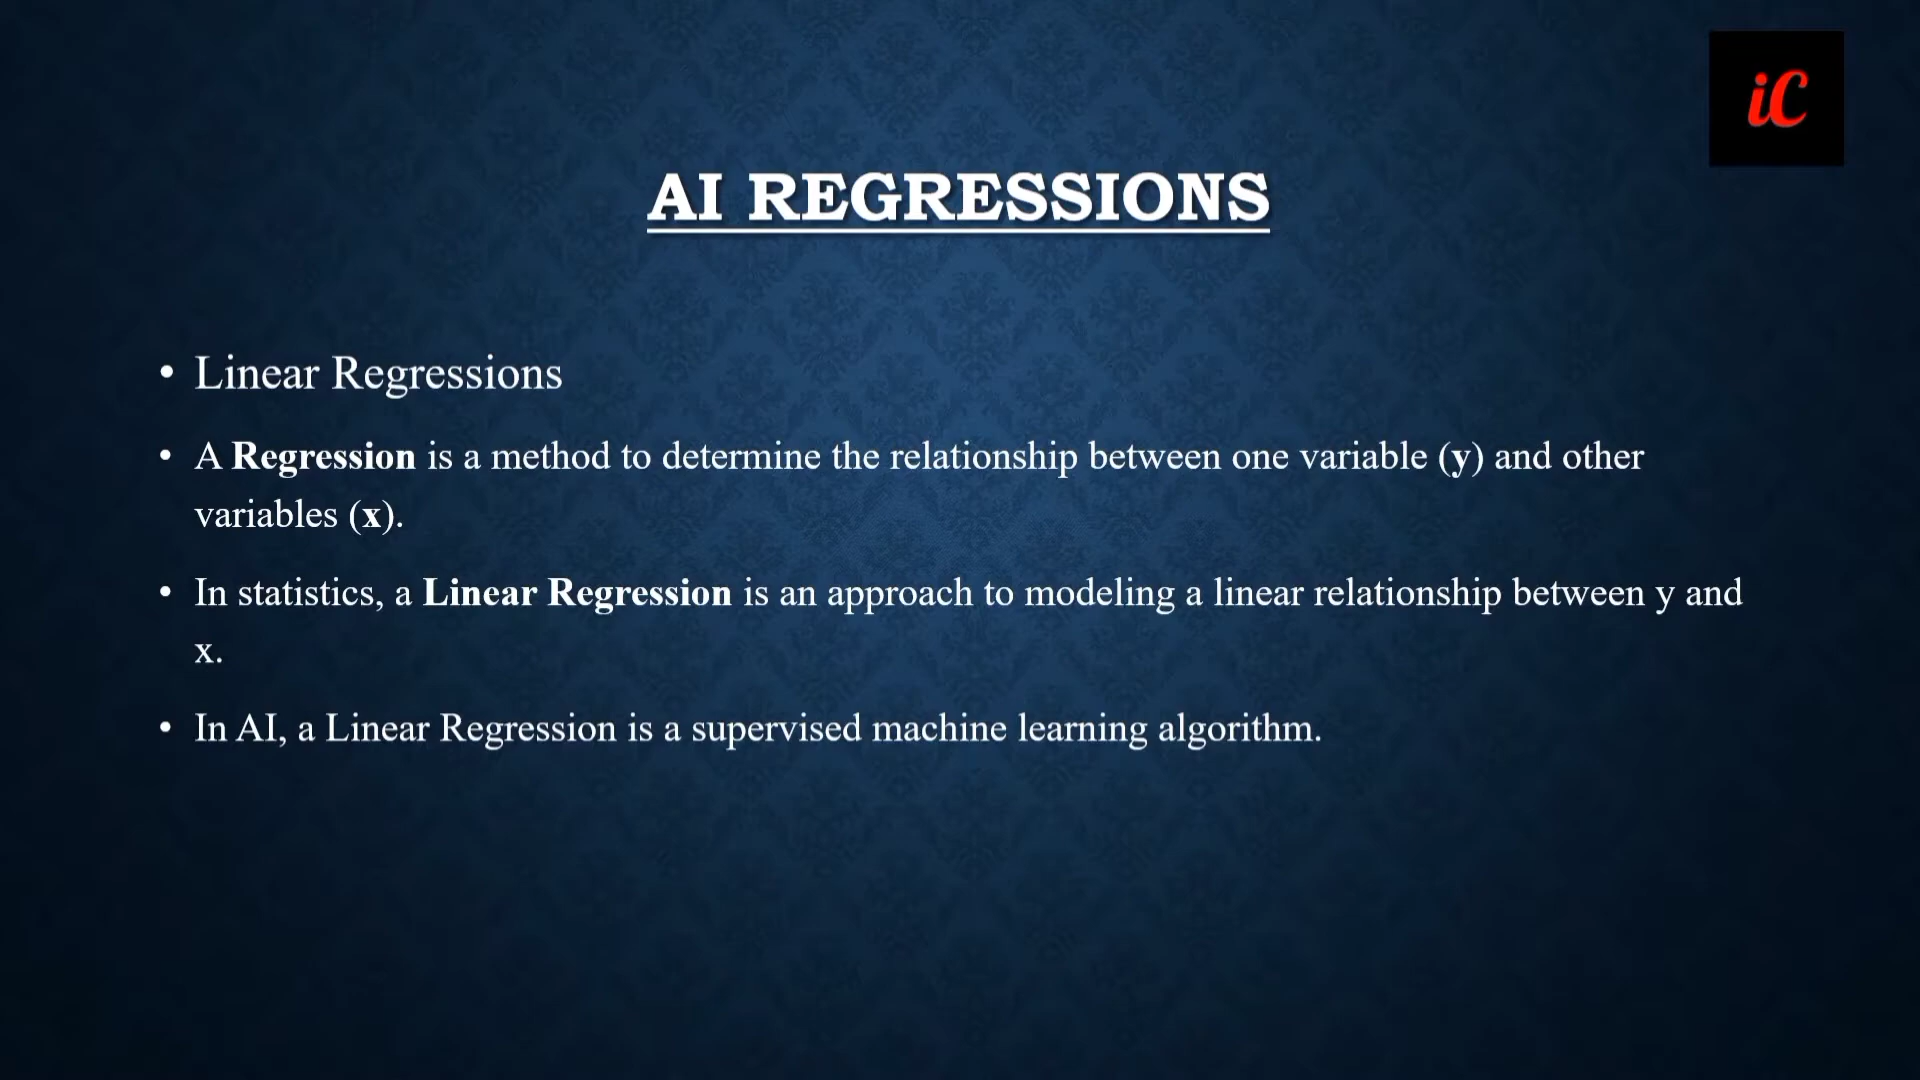 iC
AI REGRESSIONS
• Linear Regressions
• A Regression is a method to determine the relationship between one variable (y) and other
variables (x).
• In statistics, a Linear Regression is an approach to modeling a linear relationship between y and
x.
• In AI, a Linear Regression is a supervised machine learning algorithm.